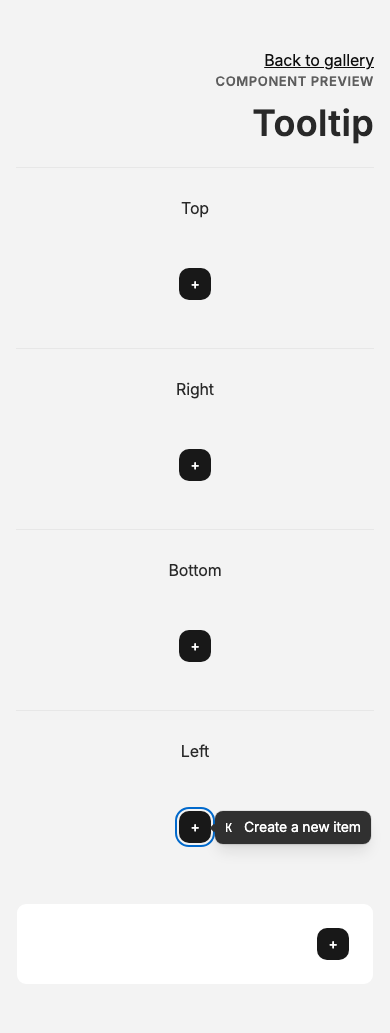 Back to gallery
COMPONENT PREVIEW
Tooltip
Top
+
Right
+
Bottom
+
Left
+
K Create a new item
+